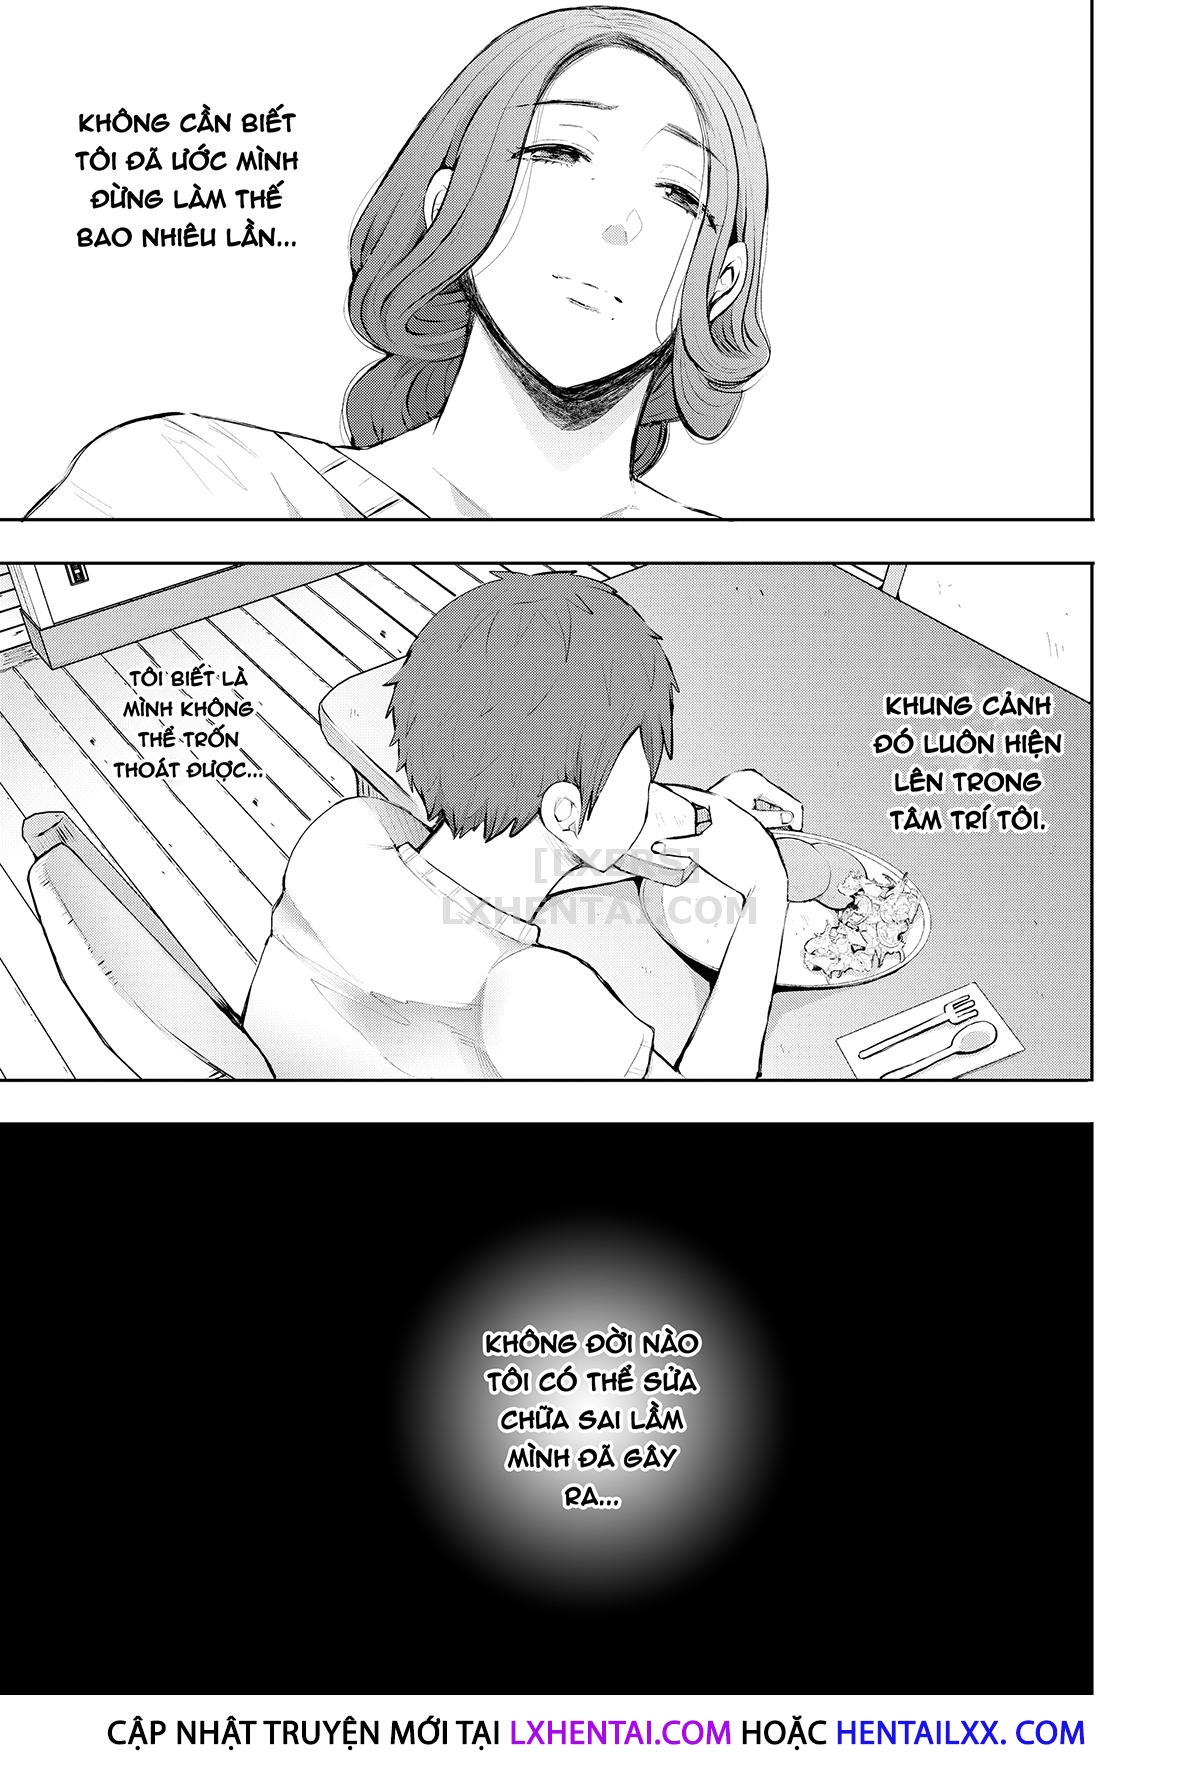 KHÔNG CẦN BIẾT
TÔI ĐÃ ƯỚC MÌNH
ĐỪNG LÀM THẾ
BAO NHIÊU LẦN...
KHUNG CẢNH
ĐÓ LUÔN HIỆN
LÊN TRONG
TÂM TRÍ TÔI.
TÔI BIẾT LÀ
MÌNH KHÔNG
THỂ TRỐN
THOÁT ĐƯỢC...
[LXERS]
LXHENTAI.COM
KHÔNG ĐỜI NÀO
TÔI CÓ THỂ SỬA
CHỮA SAI LẦM
MÌNH ĐÃ GÂY
RA...
CẬP NHẬT TRUYỆN MỚI TẠI LXHENTAI.COM HOẶC HENTAILXX. COM